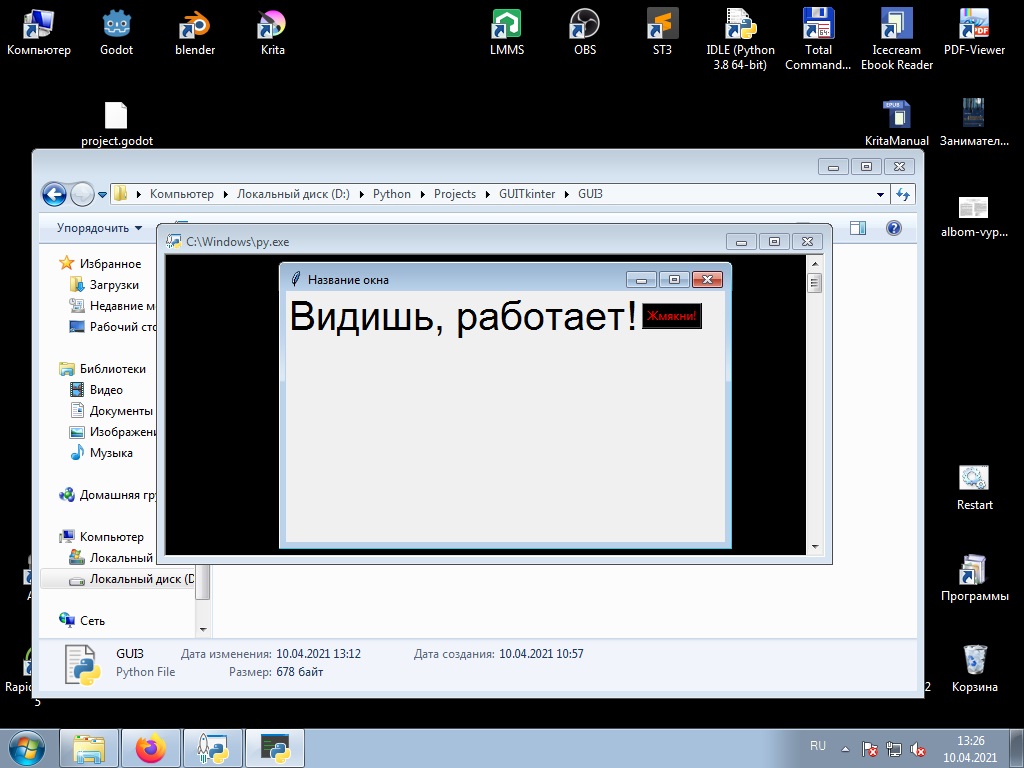 Компьютер
Godot
blender
Krita
LMMS
OBS
ST3
IDLE (Python
3.8 64-bit)
Total
Command...
Icecream
Ebook Reader
PDF-Viewer
project.godot
EPUB
KritaManual
Занимател...
albom-vyp...
Restart
Программы
Корзина
Компьютер
Локальный диск (D:)
Python
Projects
GUITkinter
GUI3
Упорядочить
C:\Windows\py.exe
Название окна
Видишь, работает!
Жмякни!
Избранное
Загрузки
Недавние м
Рабочий сто
Библиотеки
Видео
Документы
Изображени
Музыка
Домашняя гру
Компьютер
Локальный
Локальный диск (D
Сеть
GUI3
Python File
Дата изменения: 10.04.2021 13:12
Размер: 678 байт
Дата создания: 10.04.2021 10:57
Rapid
5
2
RU
13:26
10.04.2021